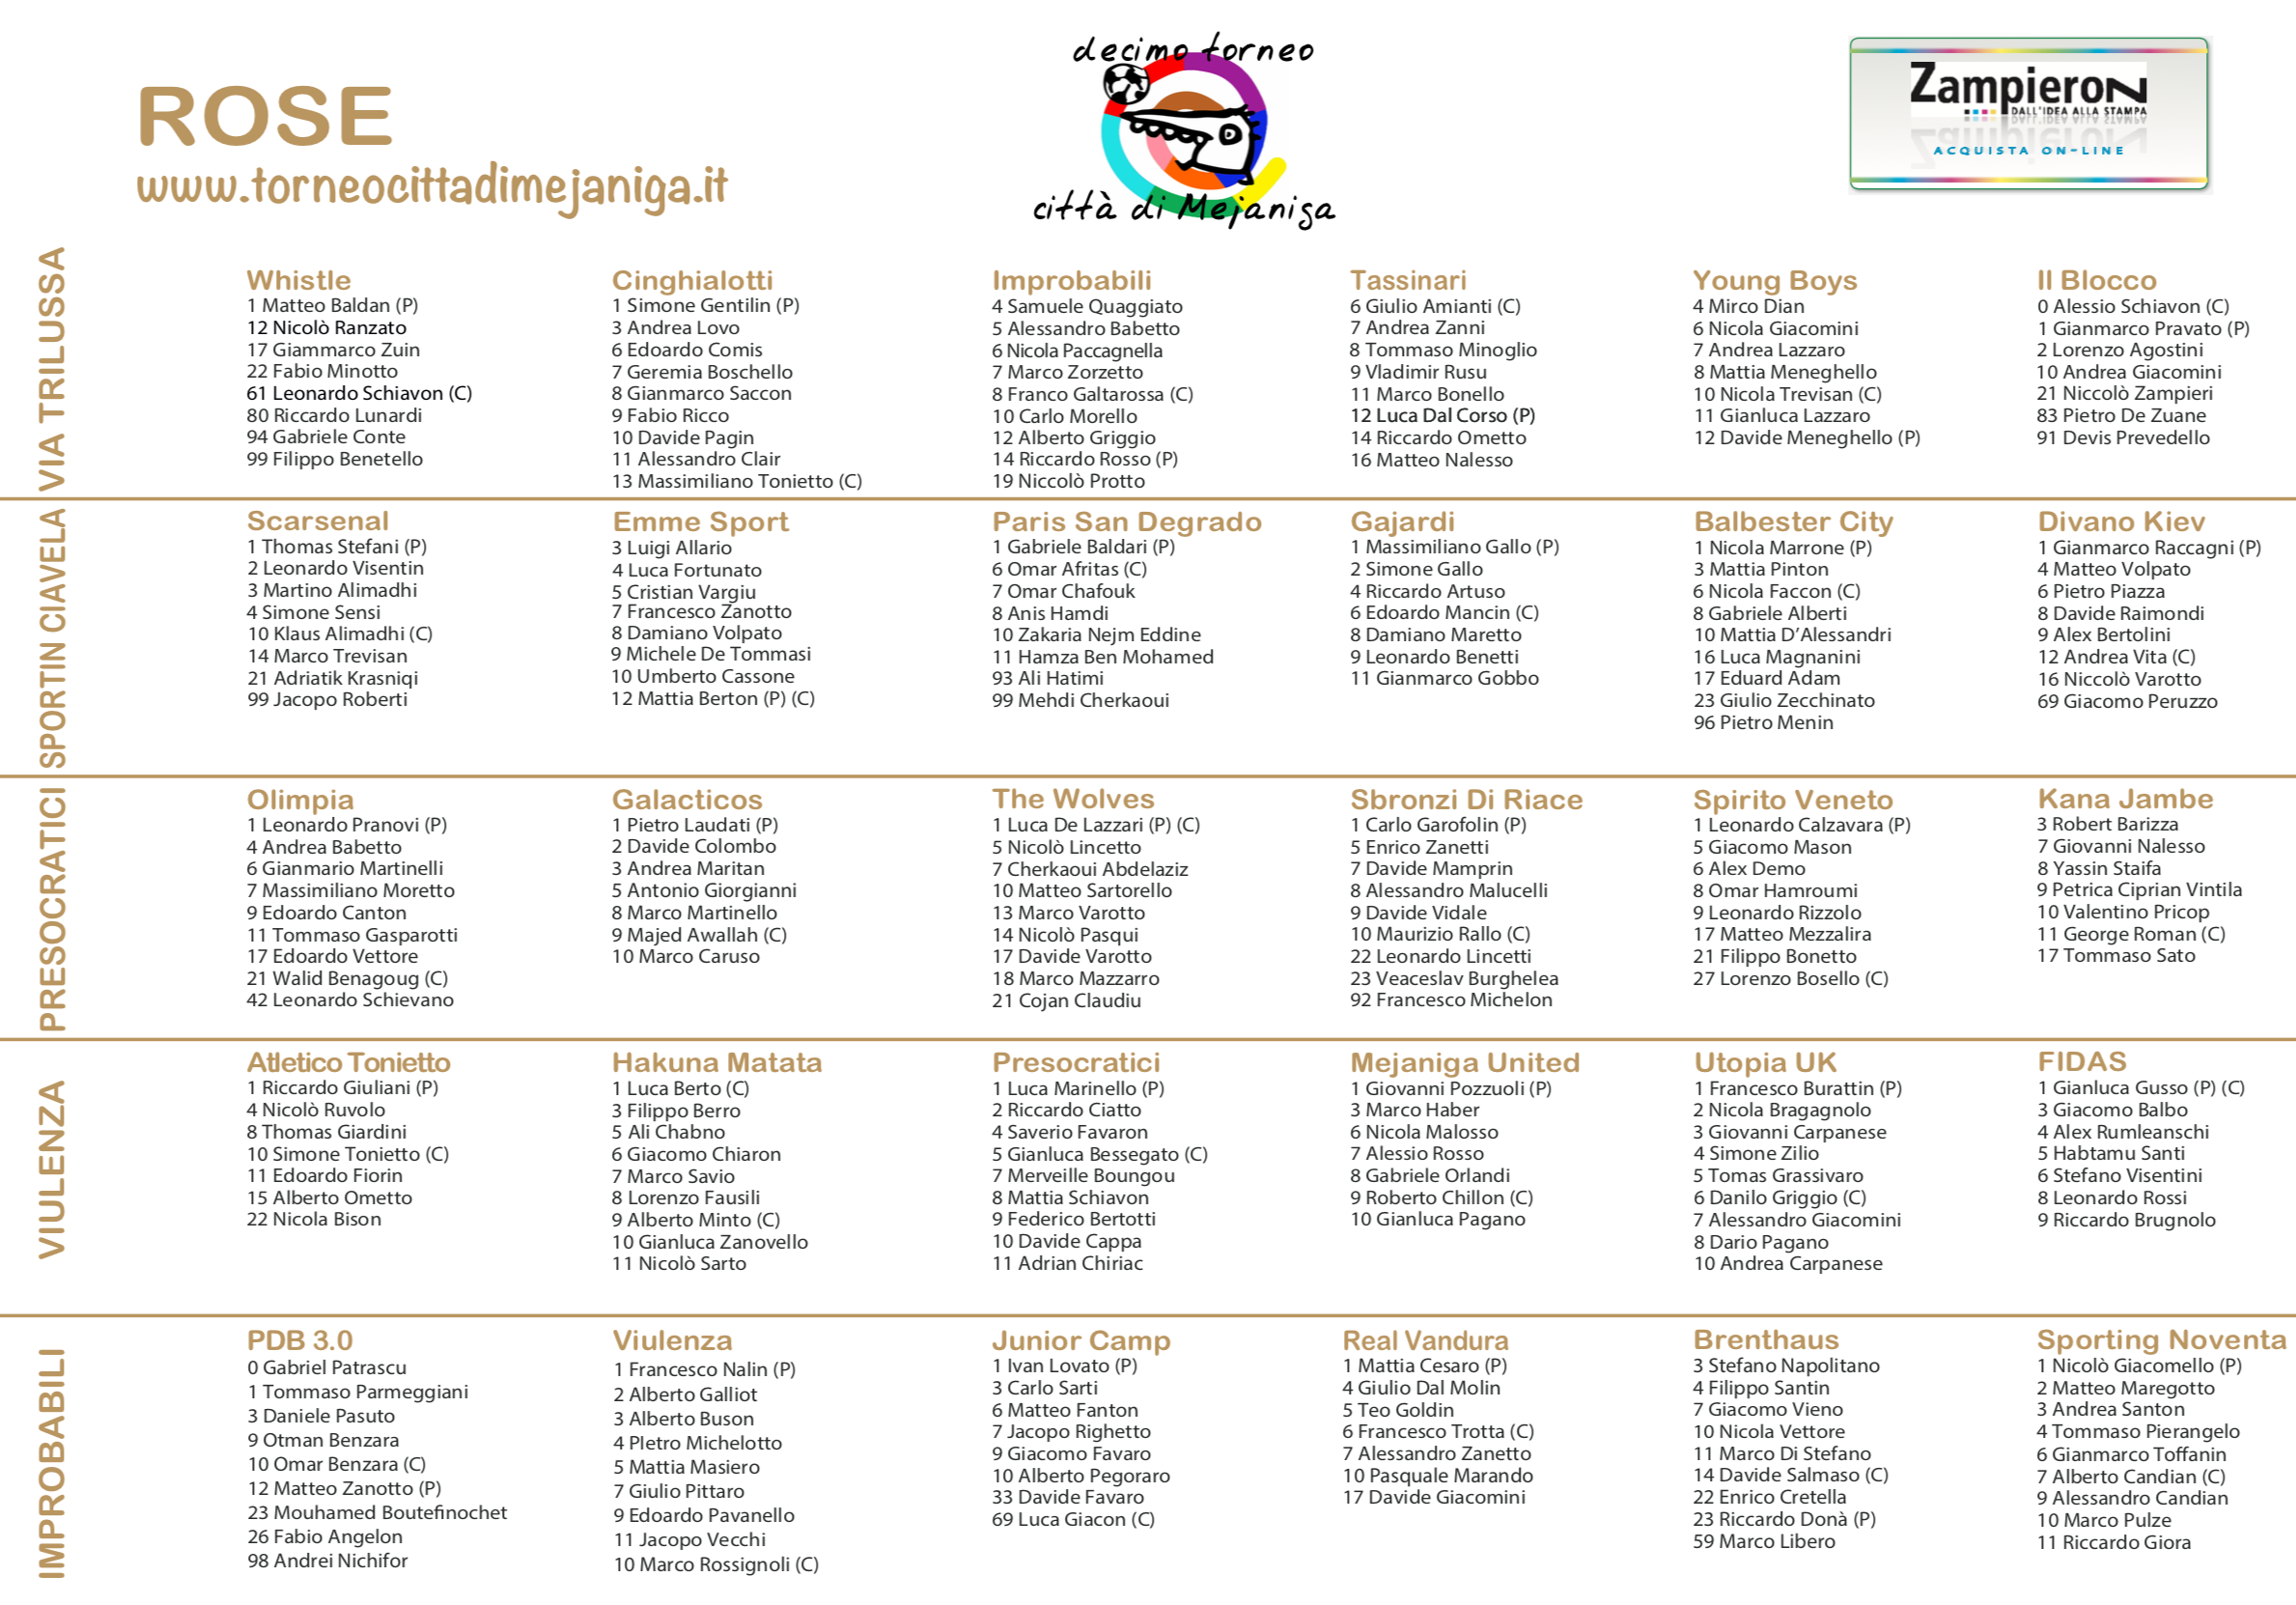 ROSE
www.torneocittadimejaniga.it
decimo torneo
città di Mejaniga
Zampieron
DALL'IDEA ALLA STAMPA
ACQUISTA ON-LINE
VIA TRILUSSA
Whistle
1 Matteo Baldan (P)
12 Nicolò Ranzato
17 Giammarco Zuin
22 Fabio Minotto
61 Leonardo Schiavon (C)
80 Riccardo Lunardi
94 Gabriele Conte
99 Filippo Benetello
Cinghialotti
1 Simone Gentilin (P)
3 Andrea Lovo
6 Edoardo Comis
7 Geremia Boschello
8 Gianmarco Saccon
9 Fabio Ricco
10 Davide Pagin
11 Alessandro Clair
13 Massimiliano Tonietto (C)
Improbabili
4 Samuele Quaggiato
5 Alessandro Babetto
6 Nicola Paccagnella
7 Marco Zorzetto
8 Franco Galtarossa (C)
10 Carlo Morello
12 Alberto Griggio
14 Riccardo Rosso (P)
19 Niccolò Protto
Tassinari
6 Giulio Amianti (C)
7 Andrea Zanni
8 Tommaso Minoglio
9 Vladimir Rusu
11 Marco Bonello
12 Luca Dal Corso (P)
14 Riccardo Ometto
16 Matteo Nalesso
Young Boys
4 Mirco Dian
6 Nicola Giacomini
7 Andrea Lazzaro
8 Mattia Meneghello
10 Nicola Trevisan (C)
11 Gianluca Lazzaro
12 Davide Meneghello (P)
Il Blocco
0 Alessio Schiavon (C)
1 Gianmarco Pravato (P)
2 Lorenzo Agostini
10 Andrea Giacomini
21 Niccolò Zampieri
83 Pietro De Zuane
91 Devis Prevedello
SPORTIN CIAVELA
Scarsenal
1 Thomas Stefani (P)
2 Leonardo Visentin
3 Martino Alimadhi
4 Simone Sensi
10 Klaus Alimadhi (C)
14 Marco Trevisan
21 Adriatik Krasniqi
99 Jacopo Roberti
Emme Sport
3 Luigi Allario
4 Luca Fortunato
5 Cristian Vargiu
7 Francesco Zanotto
8 Damiano Volpato
9 Michele De Tommasi
10 Umberto Cassone
12 Mattia Berton (P) (C)
Paris San Degrado
1 Gabriele Baldari (P)
6 Omar Afritas (C)
7 Omar Chafouk
8 Anis Hamdi
10 Zakaria Nejm Eddine
11 Hamza Ben Mohamed
93 Ali Hatimi
99 Mehdi Cherkaoui
Gajardi
1 Massimiliano Gallo (P)
2 Simone Gallo
4 Riccardo Artuso
6 Edoardo Mancin (C)
8 Damiano Maretto
9 Leonardo Benetti
11 Gianmarco Gobbo
Balbester City
1 Nicola Marrone (P)
3 Mattia Pinton
6 Nicola Faccon (C)
8 Gabriele Alberti
10 Mattia D'Alessandri
16 Luca Magnanini
17 Eduard Adam
23 Giulio Zecchinato
96 Pietro Menin
Divano Kiev
1 Gianmarco Raccagni (P)
4 Matteo Volpato
6 Pietro Piazza
8 Davide Raimondi
9 Alex Bertolini
12 Andrea Vita (C)
16 Niccolò Varotto
69 Giacomo Peruzzo
PRESOCRATICI
Olimpia
1 Leonardo Pranovi (P)
4 Andrea Babetto
6 Gianmario Martinelli
7 Massimiliano Moretto
9 Edoardo Canton
11 Tommaso Gasparotti
17 Edoardo Vettore
21 Walid Benagoug (C)
42 Leonardo Schievano
Galacticos
1 Pietro Laudati (P)
2 Davide Colombo
3 Andrea Maritan
5 Antonio Giorgianni
8 Marco Martinello
9 Majed Awallah (C)
10 Marco Caruso
The Wolves
1 Luca De Lazzari (P) (C)
5 Nicolò Lincetto
7 Cherkaoui Abdelaziz
10 Matteo Sartorello
13 Marco Varotto
14 Nicolò Pasqui
17 Davide Varotto
18 Marco Mazzarro
21 Cojan Claudiu
Sbronzi Di Riace
1 Carlo Garofolin (P)
5 Enrico Zanetti
7 Davide Mamprin
8 Alessandro Malucelli
9 Davide Vidale
10 Maurizio Rallo (C)
22 Leonardo Lincetti
23 Veaceslav Burghelea
92 Francesco Michelon
Spirito Veneto
1 Leonardo Calzavara (P)
5 Giacomo Mason
6 Alex Demo
8 Omar Hamroumi
9 Leonardo Rizzolo
17 Matteo Mezzalira
21 Filippo Bonetto
27 Lorenzo Bosello (C)
Kana Jambe
3 Robert Barizza
7 Giovanni Nalesso
8 Yassin Staifa
9 Petrica Ciprian Vintila
10 Valentino Pricop
11 George Roman (C)
17 Tommaso Sato
VIULENZA
Atletico Tonietto
1 Riccardo Giuliani (P)
4 Nicolò Ruvolo
8 Thomas Giardini
10 Simone Tonietto (C)
11 Edoardo Fiorin
15 Alberto Ometto
22 Nicola Bison
Hakuna Matata
1 Luca Berto (C)
3 Filippo Berro
5 Ali Chabno
6 Giacomo Chiaron
7 Marco Savio
8 Lorenzo Fausili
9 Alberto Minto (C)
10 Gianluca Zanovello
11 Nicolò Sarto
Presocratici
1 Luca Marinello (P)
2 Riccardo Ciatto
4 Saverio Favaron
5 Gianluca Bessegato (C)
7 Merveille Boungou
8 Mattia Schiavon
9 Federico Bertotti
10 Davide Cappa
11 Adrian Chiriac
Mejaniga United
1 Giovanni Pozzuoli (P)
3 Marco Haber
6 Nicola Malosso
7 Alessio Rosso
8 Gabriele Orlandi
9 Roberto Chillon (C)
10 Gianluca Pagano
Utopia UK
1 Francesco Burattin (P)
2 Nicola Bragagnolo
3 Giovanni Carpanese
4 Simone Zilio
5 Tomas Grassivaro
6 Danilo Griggio (C)
7 Alessandro Giacomini
8 Dario Pagano
10 Andrea Carpanese
FIDAS
1 Gianluca Gusso (P) (C)
3 Giacomo Balbo
4 Alex Rumleanschi
5 Habtamu Santi
6 Stefano Visentini
8 Leonardo Rossi
9 Riccardo Brugnolo
IMPROBABILI
PDB 3.0
0 Gabriel Patrascu
1 Tommaso Parmeggiani
3 Daniele Pasuto
9 Otman Benzara
10 Omar Benzara (C)
12 Matteo Zanotto (P)
23 Mouhamed Boutefinochet
26 Fabio Angelon
98 Andrei Nichifor
Viulenza
1 Francesco Nalin (P)
2 Alberto Galliot
3 Alberto Buson
4 PIetro Michelotto
5 Mattia Masiero
7 Giulio Pittaro
9 Edoardo Pavanello
11 Jacopo Vecchi
10 Marco Rossignoli (C)
Junior Camp
1 Ivan Lovato (P)
3 Carlo Sarti
6 Matteo Fanton
7 Jacopo Righetto
9 Giacomo Favaro
10 Alberto Pegoraro
33 Davide Favaro
69 Luca Giacon (C)
Real Vandura
1 Mattia Cesaro (P)
4 Giulio Dal Molin
5 Teo Goldin
6 Francesco Trotta (C)
7 Alessandro Zanetto
10 Pasquale Marando
17 Davide Giacomini
Brenthaus
3 Stefano Napolitano
4 Filippo Santin
7 Giacomo Vieno
10 Nicola Vettore
11 Marco Di Stefano
14 Davide Salmaso (C)
22 Enrico Cretella
23 Riccardo Donà (P)
59 Marco Libero
Sporting Noventa
1 Nicolò Giacomello (P)
2 Matteo Maregotto
3 Andrea Santon
4 Tommaso Pierangelo
6 Gianmarco Toffanin
7 Alberto Candian (C)
9 Alessandro Candian
10 Marco Pulze
11 Riccardo Giora